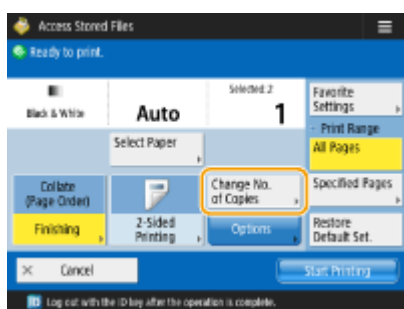 Access Stored Files
Ready to print.
Selected: 2
Black & White
Auto
1
Favorite
Settings
Print Range
All Pages
Select Paper
Collate
(Page Order)
Finishing
2-Sided
Printing
Change No.
of Copies
Options
Specified Pages
Restore
Default Set.
Cancel
Start Printing
ID Log out with the ID key after the operation is complete.